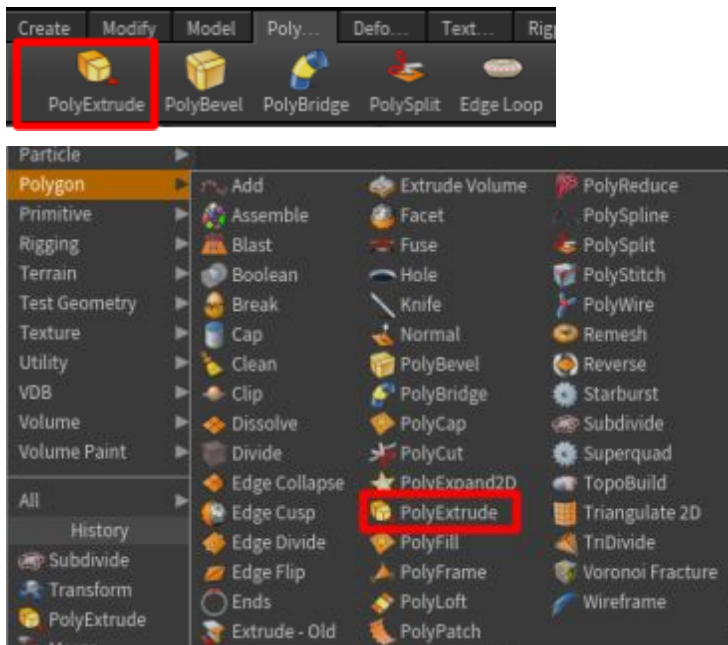 Create Modify Model Poly... Defo... Text... Rig
PolyExtrude PolyBevel PolyBridge PolySplit Edge Loop
Particle
Polygon
Primitive
Rigging
Terrain
Test Geometry
Texture
Utility
VDB
Volume
Volume Paint
All
History
Subdivide
Transform
PolyExtrude
Add
Assemble
Blast
Boolean
Break
Cap
Clean
Clip
Dissolve
Divide
Edge Collapse
Edge Cusp
Edge Divide
Edge Flip
Ends
Extrude - Old
Extrude Volume
Facet
Fuse
Hole
Knife
Normal
PolyBevel
PolyBridge
PolyCap
PolyCut
PolyExpand2D
PolyExtrude
PolyFill
PolyFrame
PolyLoft
PolyPatch
PolyReduce
PolySpline
PolySplit
PolyStitch
PolyWire
Remesh
Reverse
Starburst
Subdivide
Superquad
TopoBuild
Triangulate 2D
TriDivide
Voronoi Fracture
Wireframe